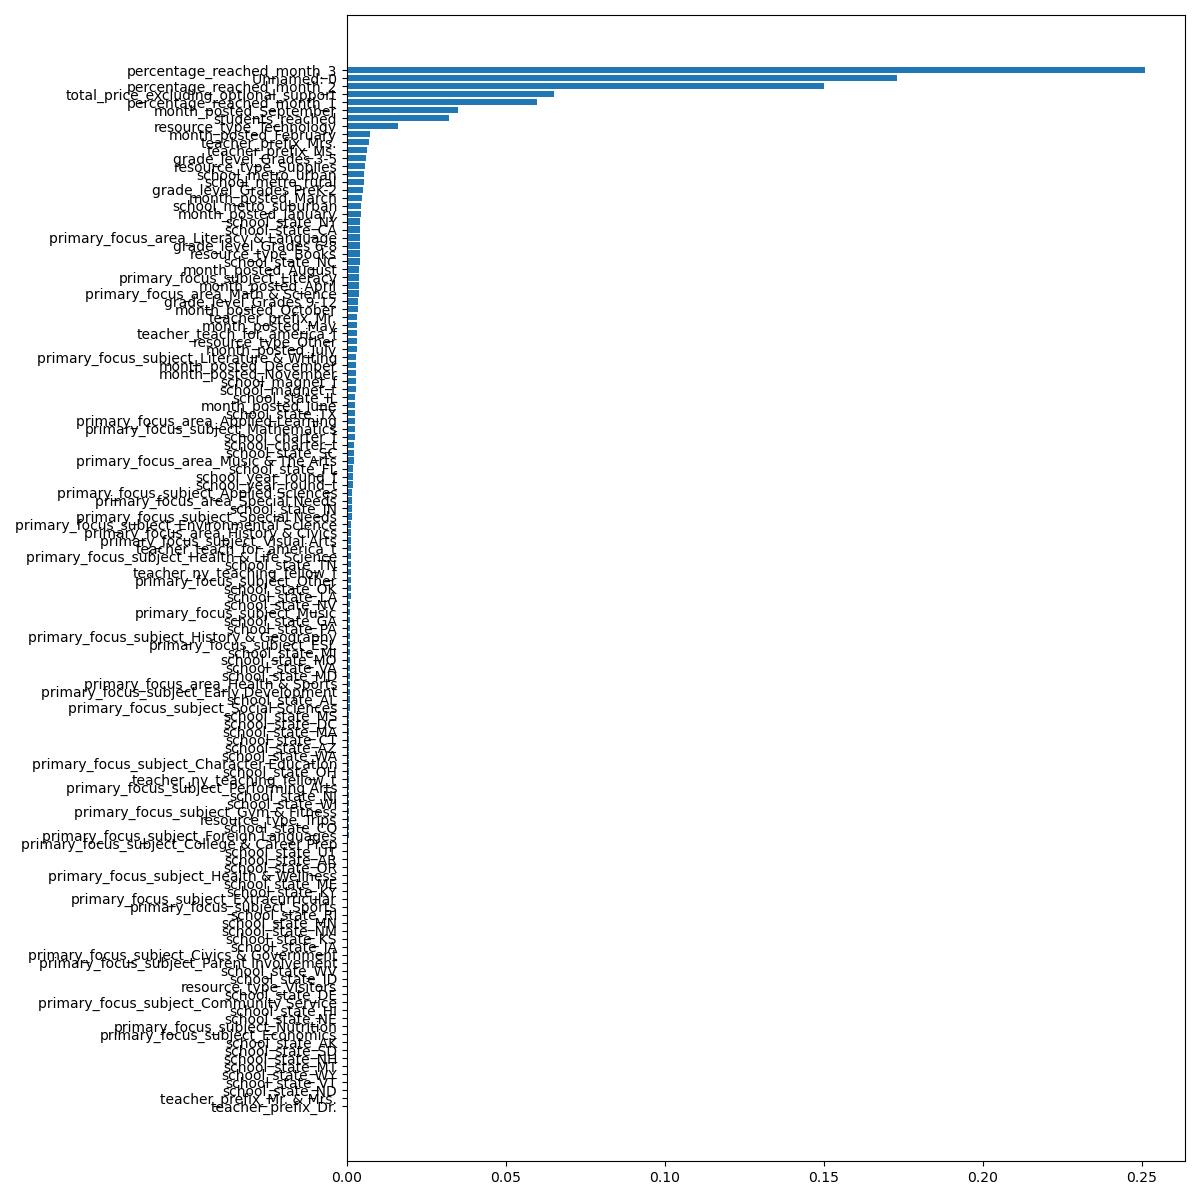 percentage_reached_month_3
Unnamed: 0
percentage_reached_month_2
total_price_excluding_optional_support
percentage_reached_month_1
month_posted_September
students_reached
resource_type_Technology
month_posted_February
teacher_prefix_Mrs.
teacher_prefix_Ms.
grade_level_Grades 3-5
resource_type_Supplies
school_metro_urban
school_metro_rural
grade_level_Grades PreK-2
month_posted_March
school_metro_suburban
month_posted_January
school_state_NY
school_state_CA
primary_focus_area_Literacy & Language
grade_level_Grades 6-8
resource_type_Books
school_state_NC
month_posted_August
primary_focus_subject_Literacy
month_posted_April
primary_focus_area_Math & Science
grade_level_Grades 9-12
month_posted_October
teacher_prefix_Mr.
month_posted_May
teacher_teach_for_america_f
resource_type_Other
month_posted_July
primary_focus_subject_Literature & Writing
month_posted_December
month_posted_November
school_magnet_f
school_magnet_t
school_state_IL
month_posted_June
school_state_TX
primary_focus_area_Applied Learning
primary_focus_subject_Mathematics
school_charter_f
school_charter_t
school_state_SC
primary_focus_area_Music & The Arts
school_state_FL
school_year_round_f
school_year_round_t
primary_focus_subject_Applied Sciences
primary_focus_area_Special Needs
school_state_IN
primary_focus_subject_Special Needs
primary_focus_subject_Environmental Science
primary_focus_area_History & Civics
primary_focus_subject_Visual Arts
teacher_teach_for_america_t
primary_focus_subject_Health & Life Science
school_state_TN
teacher_ny_teaching_fellow_f
primary_focus_subject_Other
school_state_OK
school_state_LA
school_state_NV
primary_focus_subject_Music
school_state_GA
school_state_PA
primary_focus_subject_History & Geography
primary_focus_subject_ESL
school_state_MI
school_state_MO
school_state_VA
school_state_MD
primary_focus_area_Health & Sports
primary_focus_subject_Early Development
school_state_AL
primary_focus_subject_Social Sciences
school_state_MS
school_state_DC
school_state_MA
school_state_CT
school_state_AZ
school_state_WA
primary_focus_subject_Character Education
school_state_OH
teacher_ny_teaching_fellow_t
primary_focus_subject_Performing Arts
school_state_NJ
school_state_WI
primary_focus_subject_Gym & Fitness
resource_type_Trips
school_state_CO
primary_focus_subject_Foreign Languages
primary_focus_subject_College & Career Prep
school_state_UT
school_state_AR
school_state_OR
primary_focus_subject_Health & Wellness
school_state_ME
school_state_KY
primary_focus_subject_Extracurricular
primary_focus_subject_Sports
school_state_RI
school_state_MN
school_state_NM
school_state_KS
school_state_IA
primary_focus_subject_Civics & Government
primary_focus_subject_Parent Involvement
school_state_WV
school_state_ID
resource_type_Visitors
school_state_DE
primary_focus_subject_Community Service
school_state_HI
school_state_NE
primary_focus_subject_Nutrition
primary_focus_subject_Economics
school_state_AK
school_state_SD
school_state_NH
school_state_MT
school_state_WY
school_state_VT
school_state_ND
teacher_prefix_Mr. & Mrs.
teacher_prefix_Dr.
0.00 0.05 0.10 0.15 0.20 0.25